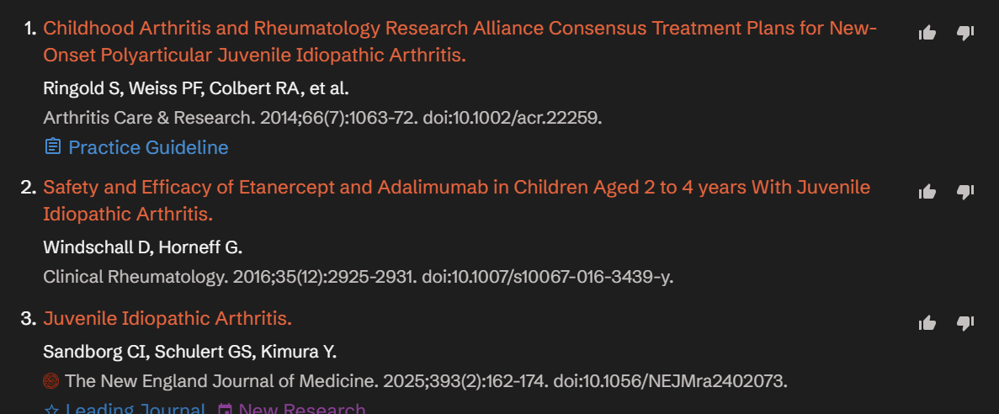 1. Childhood Arthritis and Rheumatology Research Alliance Consensus Treatment Plans for New-
Onset Polyarticular Juvenile Idiopathic Arthritis.
Ringold S, Weiss PF, Colbert RA, et al.
Arthritis Care & Research. 2014;66(7):1063-72. doi:10.1002/acr.22259.
Practice Guideline
2. Safety and Efficacy of Etanercept and Adalimumab in Children Aged 2 to 4 years With Juvenile
Idiopathic Arthritis.
Windschall D, Horneff G.
Clinical Rheumatology. 2016;35(12):2925-2931. doi:10.1007/s10067-016-3439-y.
3. Juvenile Idiopathic Arthritis.
Sandborg CI, Schulert GS, Kimura Y.
The New England Journal of Medicine. 2025;393(2):162-174. doi:10.1056/NEJMra2402073.
Leading Journal New Research